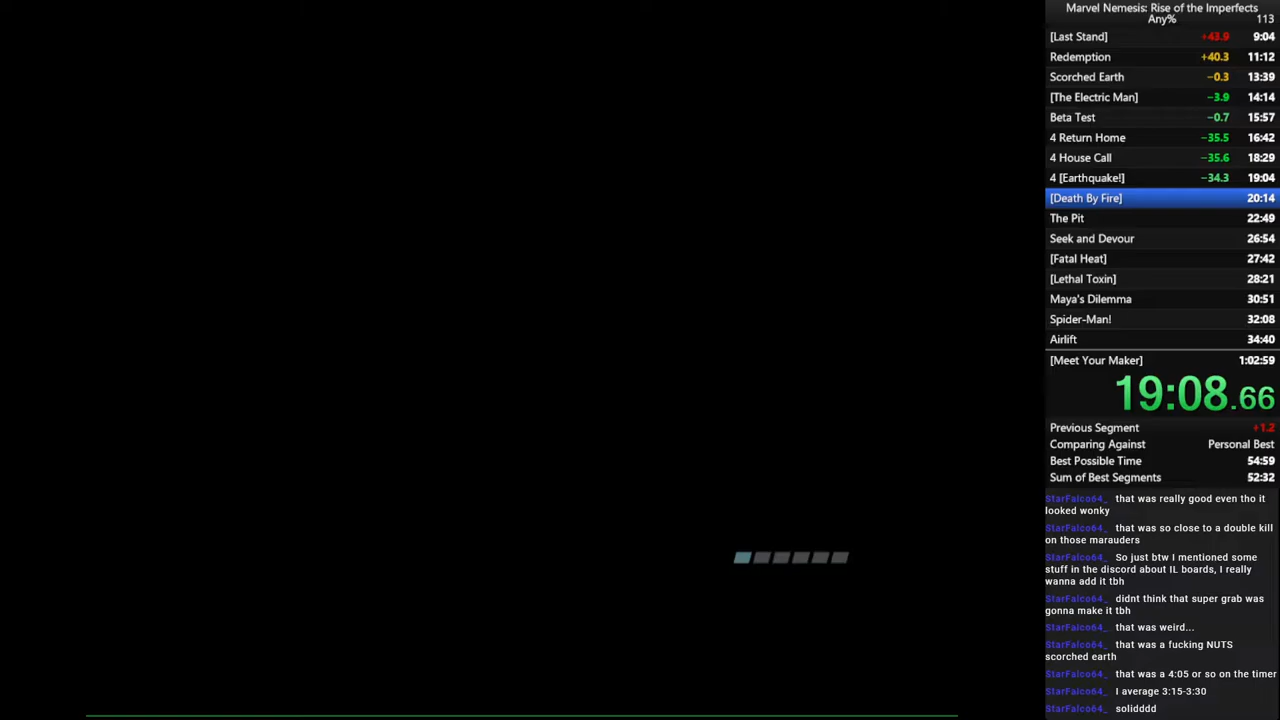 Marvel Nemesis: Rise of the Imperfects
Any% 113
[Last Stand] +43.9 9:04
Redemption +40.3 11:12
Scorched Earth −0.3 13:39
[The Electric Man] −3.9 14:14
Beta Test −0.7 15:57
4 Return Home −35.5 16:42
4 House Call −35.6 18:29
4 [Earthquake!] −34.3 19:04
[Death By Fire] 20:14
The Pit 22:49
Seek and Devour 26:54
[Fatal Heat] 27:42
[Lethal Toxin] 28:21
Maya's Dilemma 30:51
Spider-Man! 32:08
Airlift 34:40
[Meet Your Maker] 1:02:59
19:08.66
Previous Segment +1.2
Comparing Against Personal Best
Best Possible Time 54:59
Sum of Best Segments 52:32
StarFalco64_ that was really good even tho it
looked wonky
StarFalco64_ that was so close to a double kill
on those marauders
StarFalco64_ So just btw I mentioned some
stuff in the discord about IL boards, I really
wanna add it tbh
StarFalco64_ didnt think that super grab was
gonna make it tbh
StarFalco64_ that was weird...
StarFalco64_ that was a fucking NUTS
scorched earth
StarFalco64_ that was a 4:05 or so on the timer
StarFalco64_ I average 3:15-3:30
StarFalco64_ solidddd